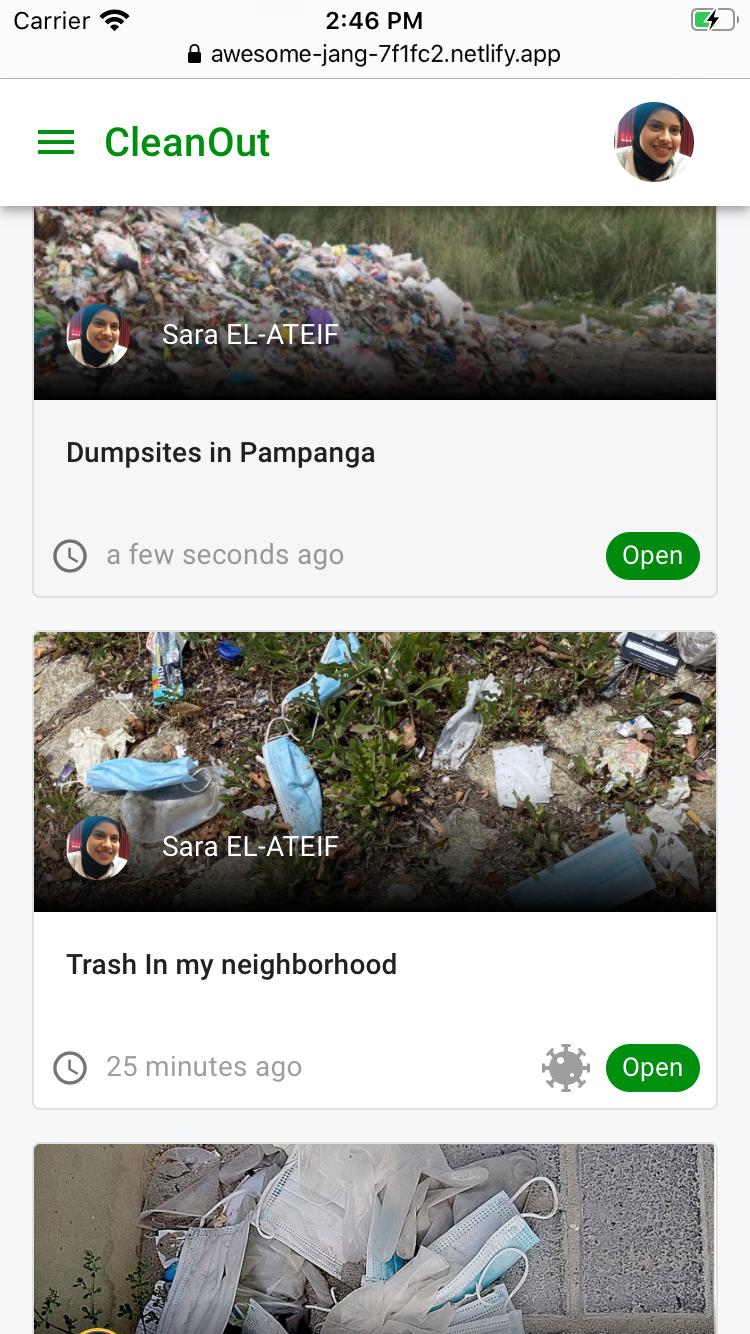 Carrier 2:46 PM
awesome-jang-7f1fc2.netlify.app
CleanOut
Sara EL-ATEIF
Dumpsites in Pampanga
a few seconds ago Open
Sara EL-ATEIF
Trash In my neighborhood
25 minutes ago Open